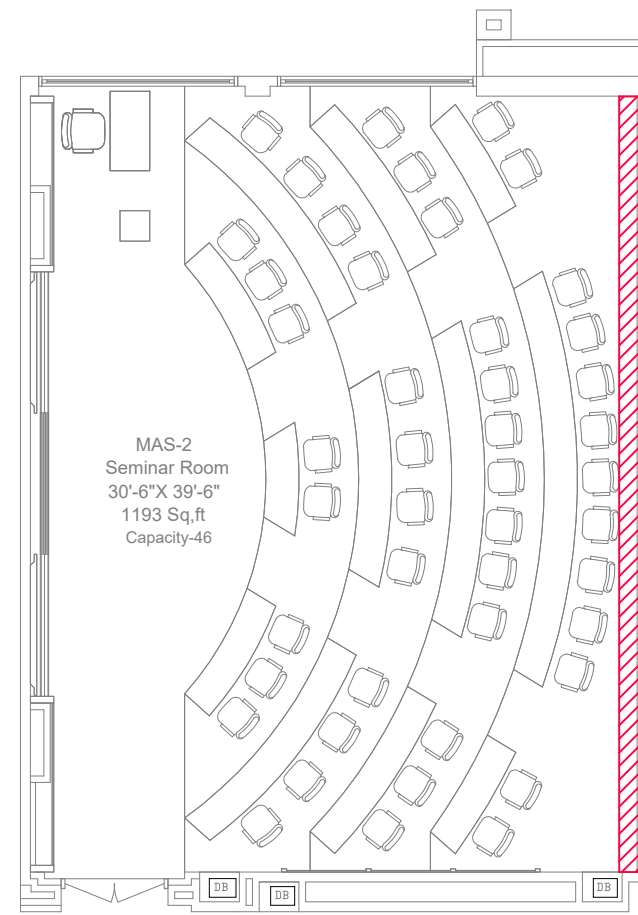 MAS-2
Seminar Room
30'-6"X 39'-6"
1193 Sq,ft
Capacity-46
DB
DB
DB